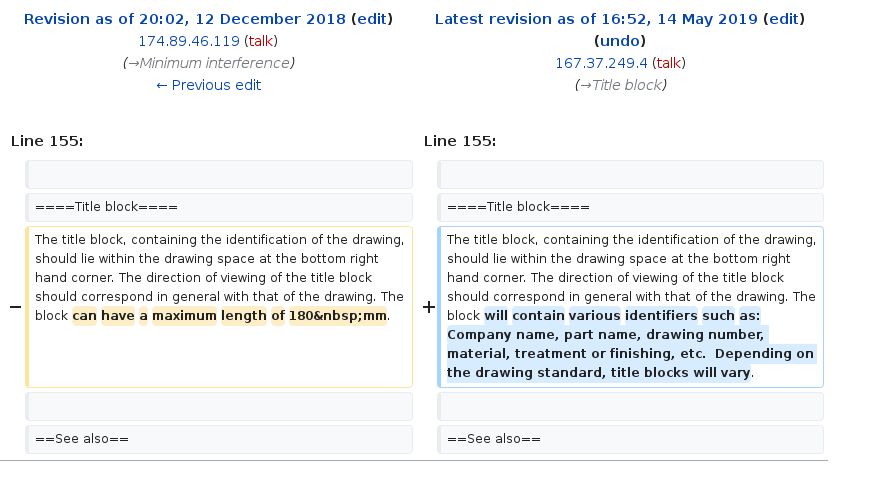 Revision as of 20:02, 12 December 2018 (edit)
174.89.46.119 (talk)
(→Minimum interference)
← Previous edit
Latest revision as of 16:52, 14 May 2019 (edit)
(undo)
167.37.249.4 (talk)
(→Title block)
Line 155:
Line 155:
====Title block====
====Title block====
−
The title block, containing the identification of the drawing,
should lie within the drawing space at the bottom right
hand corner. The direction of viewing of the title block
should correspond in general with that of the drawing. The
block can have a maximum length of 180&nbsp;mm.
+
The title block, containing the identification of the drawing,
should lie within the drawing space at the bottom right
hand corner. The direction of viewing of the title block
should correspond in general with that of the drawing. The
block will contain various identifiers such as:
Company name, part name, drawing number,
material, treatment or finishing, etc.  Depending on
the drawing standard, title blocks will vary.
==See also==
==See also==